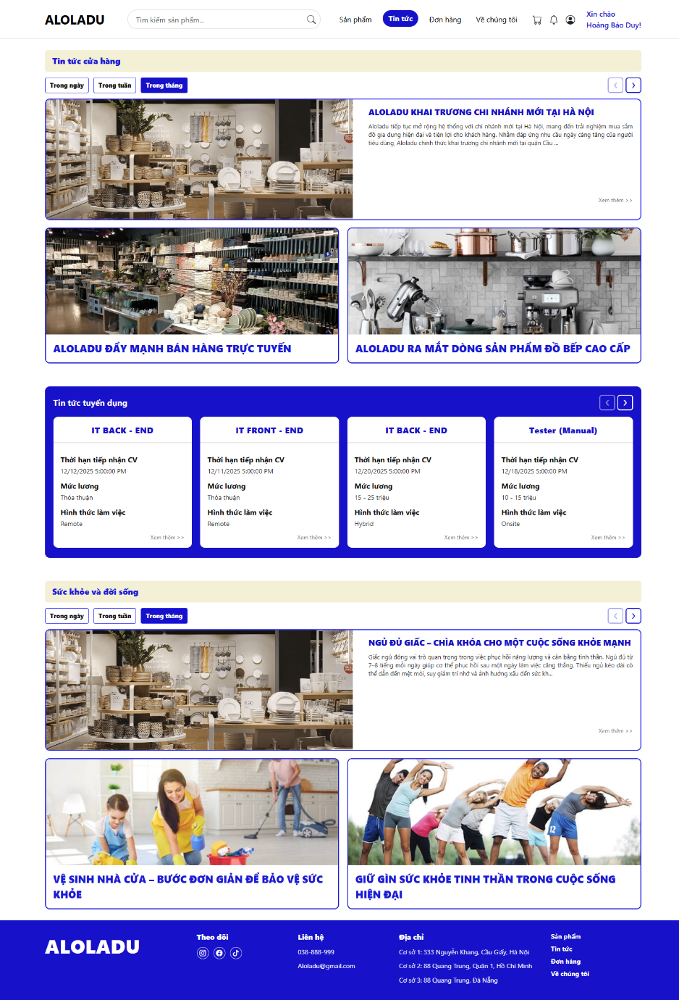 ALOLADU
Tìm kiếm sản phẩm...
Sản phẩm
Tin tức
Đơn hàng
Về chúng tôi
Xin chào
Hoàng Bảo Duy!
Tin tức cửa hàng
Trong ngày
Trong tuần
Trong tháng
ALOLADU KHAI TRƯƠNG CHI NHÁNH MỚI TẠI HÀ NỘI
Aloladu tiếp tục mở rộng hệ thống với chi nhánh mới tại Hà Nội, mang đến trải nghiệm mua sắm
đồ gia dụng hiện đại và tiện lợi cho khách hàng. Nhằm đáp ứng nhu cầu ngày càng tăng của người
tiêu dùng, Aloladu chính thức khai trương chi nhánh mới tại quận Cầu ...
Xem thêm >>
ALOLADU ĐẨY MẠNH BÁN HÀNG TRỰC TUYẾN
ALOLADU RA MẮT DÒNG SẢN PHẨM ĐỒ BẾP CAO CẤP
Tin tức tuyển dụng
IT BACK - END
Thời hạn tiếp nhận CV
12/12/2025 5:00:00 PM
Mức lương
Thỏa thuận
Hình thức làm việc
Remote
Xem thêm >>
IT FRONT - END
Thời hạn tiếp nhận CV
12/11/2025 5:00:00 PM
Mức lương
Thỏa thuận
Hình thức làm việc
Remote
Xem thêm >>
IT BACK - END
Thời hạn tiếp nhận CV
12/20/2025 5:00:00 PM
Mức lương
15 - 25 triệu
Hình thức làm việc
Hybrid
Xem thêm >>
Tester (Manual)
Thời hạn tiếp nhận CV
12/18/2025 5:00:00 PM
Mức lương
10 - 15 triệu
Hình thức làm việc
Onsite
Xem thêm >>
Sức khỏe và đời sống
Trong ngày
Trong tuần
Trong tháng
NGỦ ĐỦ GIẤC – CHÌA KHÓA CHO MỘT CUỘC SỐNG KHỎE MẠNH
Giấc ngủ đóng vai trò quan trọng trong việc phục hồi năng lượng và cân bằng tinh thần. Ngủ đủ từ
7–8 tiếng mỗi ngày giúp cơ thể phục hồi sau một ngày làm việc căng thẳng. Thiếu ngủ kéo dài có
thể dẫn đến mệt mỏi, suy giảm trí nhớ và ảnh hưởng xấu đến sức kh...
Xem thêm >>
VỆ SINH NHÀ CỬA – BƯỚC ĐƠN GIẢN ĐỂ BẢO VỆ SỨC
KHỎE
GIỮ GÌN SỨC KHỎE TINH THẦN TRONG CUỘC SỐNG
HIỆN ĐẠI
ALOLADU
Theo dõi
Liên hệ
038-888-999
Aloladu@gmail.com
Địa chỉ
Cơ sở 1: 333 Nguyễn Khang, Cầu Giấy, Hà Nội
Cơ sở 2: 88 Quang Trung, Quận 1, Hồ Chí Minh
Cơ sở 3: 88 Quang Trung, Đà Nẵng
Sản phẩm
Tin tức
Đơn hàng
Về chúng tôi